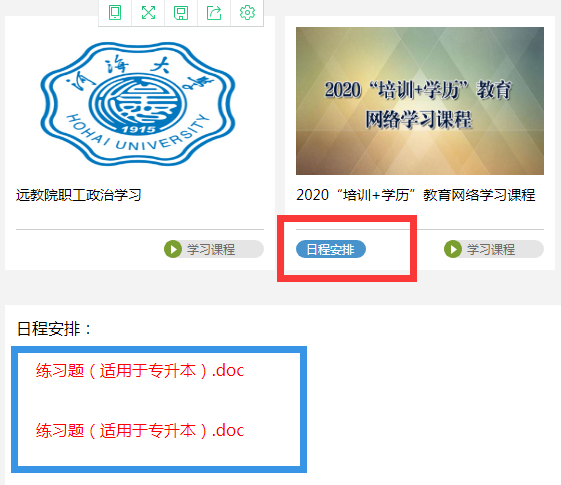 河海大学
HOHAI UNIVERSITY
1915
2020“培训+学历”教育
网络学习课程
远教院职工政治学习
2020“培训+学历”教育网络学习课程
学习课程
日程安排
学习课程
日程安排：
练习题（适用于专升本）.doc
练习题（适用于专升本）.doc